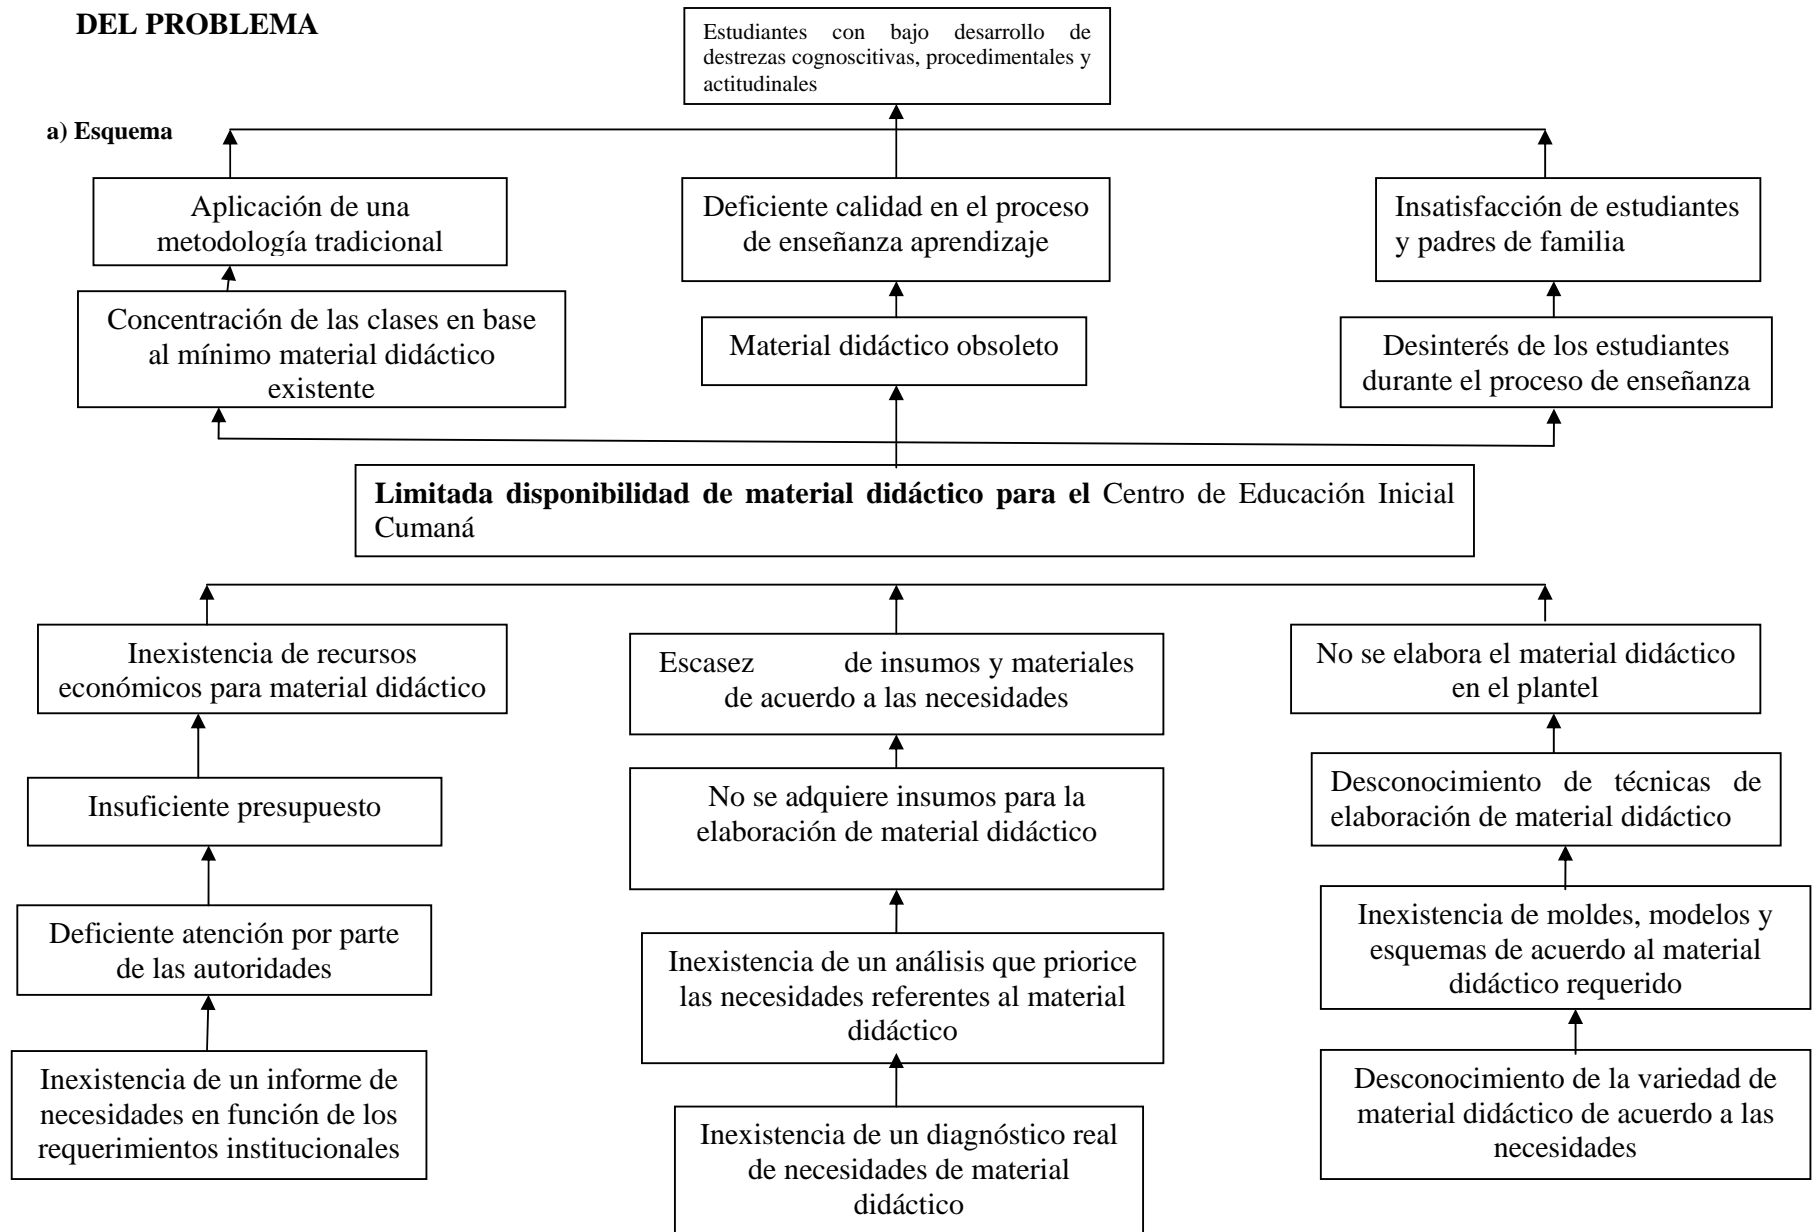 DEL PROBLEMA
Estudiantes con bajo desarrollo de
destrezas cognoscitivas, procedimentales y
actitudinales
a) Esquema
Aplicación de una
metodología tradicional
Deficiente calidad en el proceso
de enseñanza aprendizaje
Insatisfacción de estudiantes
y padres de familia
Concentración de las clases en base
al mínimo material didáctico
existente
Material didáctico obsoleto
Desinterés de los estudiantes
durante el proceso de enseñanza
Limitada disponibilidad de material didáctico para el Centro de Educación Inicial
Cumaná
Inexistencia de recursos
económicos para material didáctico
Escasez de insumos y materiales
de acuerdo a las necesidades
No se elabora el material didáctico
en el plantel
Insuficiente presupuesto
No se adquiere insumos para la
elaboración de material didáctico
Desconocimiento de técnicas de
elaboración de material didáctico
Deficiente atención por parte
de las autoridades
Inexistencia de un análisis que priorice
las necesidades referentes al material
didáctico
Inexistencia de moldes, modelos y
esquemas de acuerdo al material
didáctico requerido
Inexistencia de un informe de
necesidades en función de los
requerimientos institucionales
Inexistencia de un diagnóstico real
de necesidades de material
didáctico
Desconocimiento de la variedad de
material didáctico de acuerdo a las
necesidades